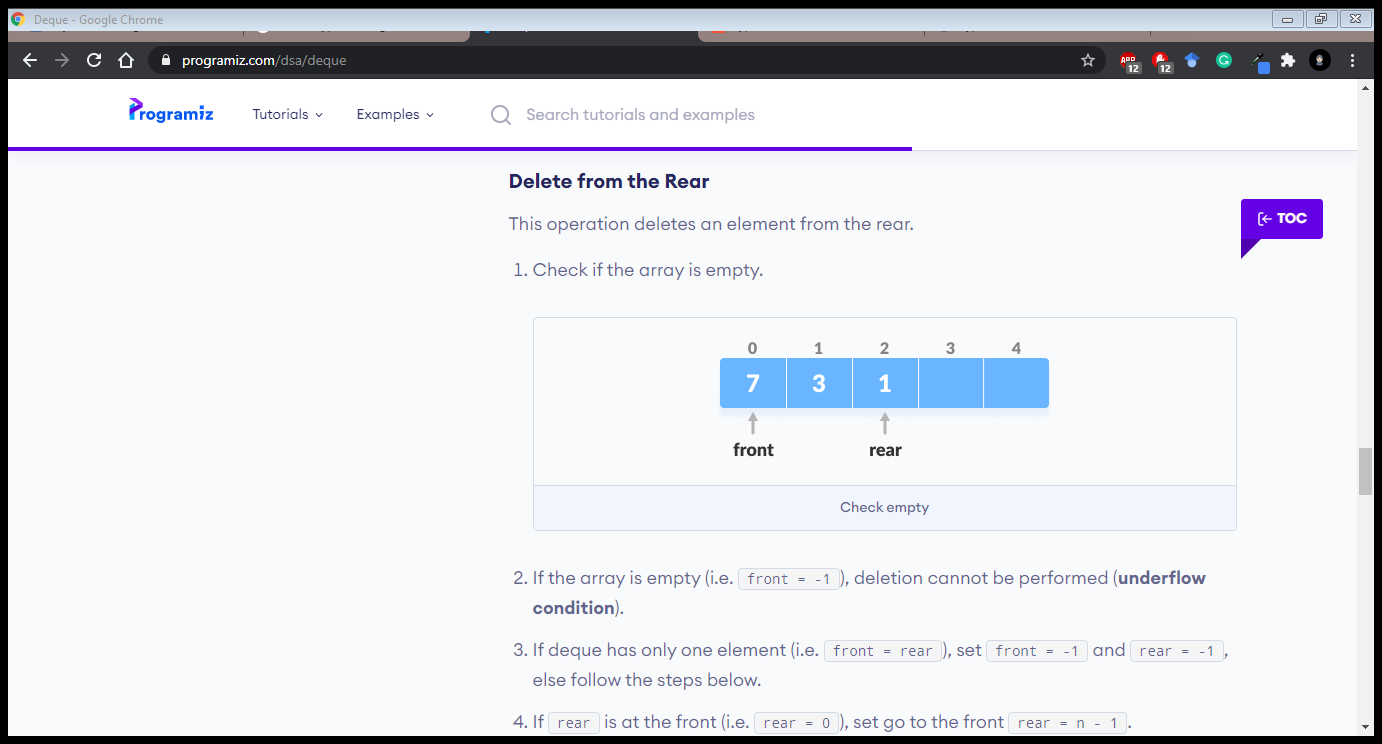 Deque - Google Chrome
programiz.com/dsa/deque
ABP 12 12 G
Programiz Tutorials Examples Search tutorials and examples
Delete from the Rear
TOC
This operation deletes an element from the rear.
1. Check if the array is empty.
0 1 2 3 4
7 3 1
front rear
Check empty
2. If the array is empty (i.e. front = -1 ), deletion cannot be performed (underflow
condition).
3. If deque has only one element (i.e. front = rear ), set front = -1 and rear = -1 ,
else follow the steps below.
4. If rear is at the front (i.e. rear = 0 ), set go to the front rear = n - 1 .